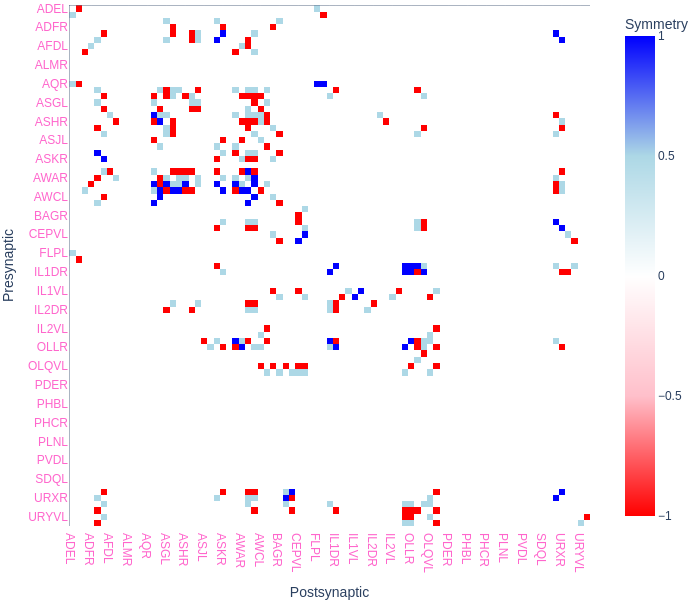 Symmetry
1
0.5
0
−0.5
−1
Presynaptic
ADEL
ADFR
AFDL
ALMR
AQR
ASGL
ASHR
ASJL
ASKR
AWAR
AWCL
BAGR
CEPVL
FLPL
IL1DR
IL1VL
IL2DR
IL2VL
OLLR
OLQVL
PDER
PHBL
PHCR
PLNL
PVDL
SDQL
URXR
URYVL
ADEL
ADFR
AFDL
ALMR
AQR
ASGL
ASHR
ASJL
ASKR
AWAR
AWCL
BAGR
CEPVL
FLPL
IL1DR
IL1VL
IL2DR
IL2VL
OLLR
OLQVL
PDER
PHBL
PHCR
PLNL
PVDL
SDQL
URXR
URYVL
Postsynaptic